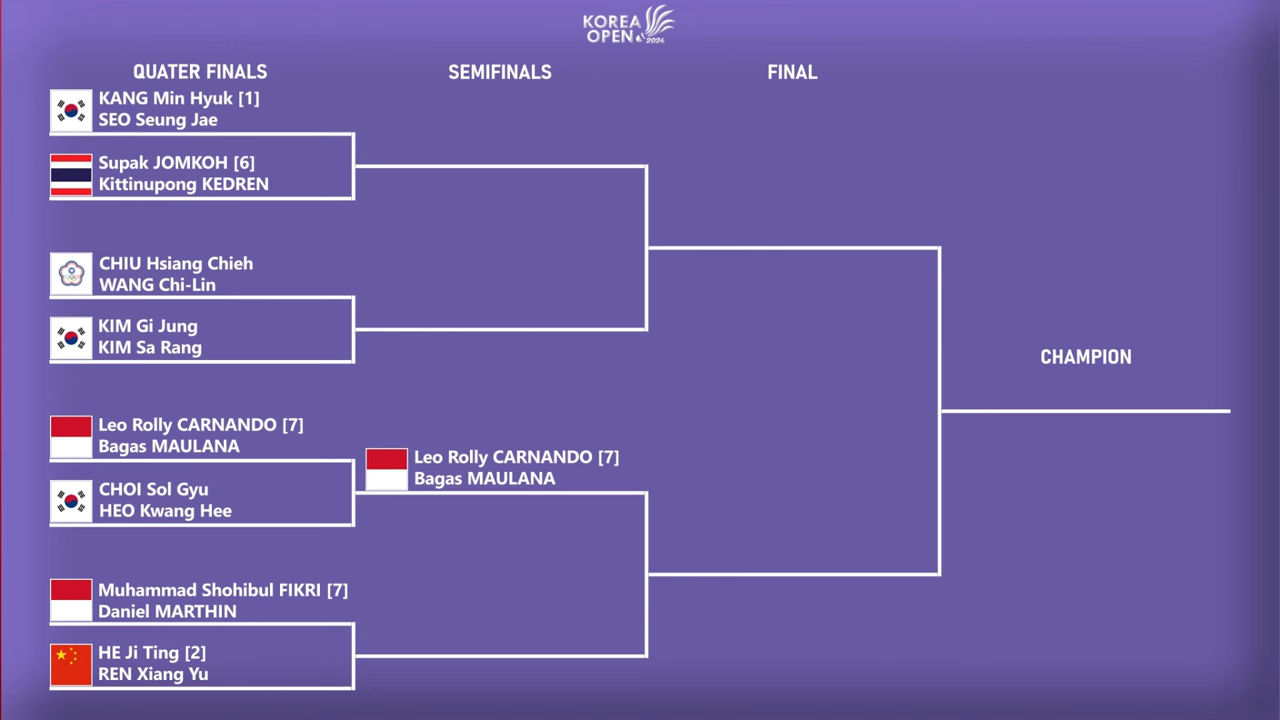 KOREA
OPEN 2024
QUATER FINALS
SEMIFINALS
FINAL
KANG Min Hyuk [1]
SEO Seung Jae
Supak JOMKOH [6]
Kittinupong KEDREN
CHIU Hsiang Chieh
WANG Chi-Lin
KIM Gi Jung
KIM Sa Rang
CHAMPION
Leo Rolly CARNANDO [7]
Bagas MAULANA
Leo Rolly CARNANDO [7]
Bagas MAULANA
CHOI Sol Gyu
HEO Kwang Hee
Muhammad Shohibul FIKRI [7]
Daniel MARTHIN
HE Ji Ting [2]
REN Xiang Yu